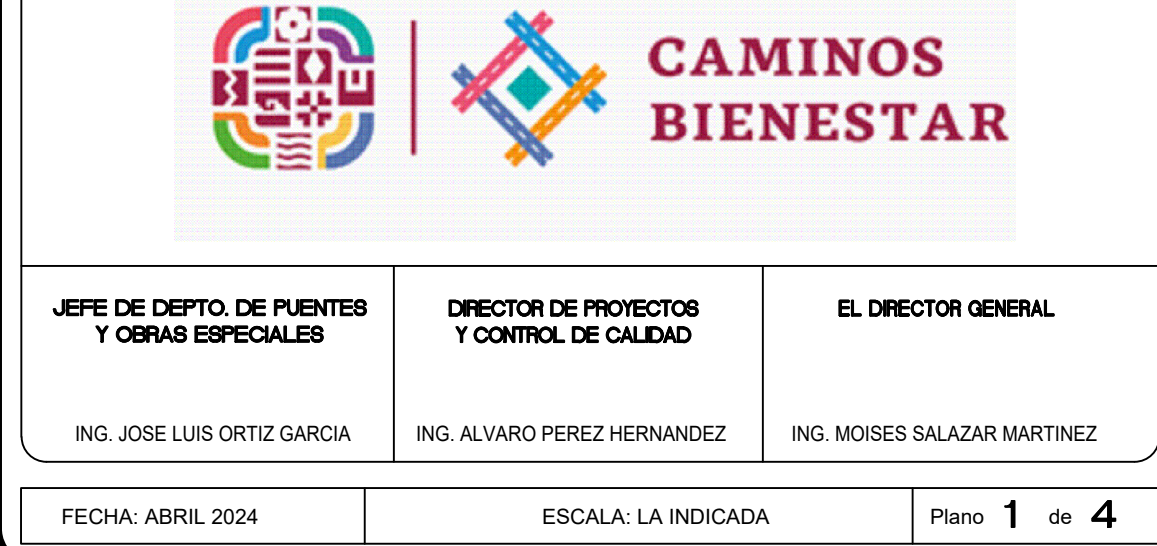 CAMINOS
BIENESTAR
JEFE DE DEPTO. DE PUENTES
Y OBRAS ESPECIALES
ING. JOSE LUIS ORTIZ GARCIA
DIRECTOR DE PROYECTOS
Y CONTROL DE CALIDAD
ING. ALVARO PEREZ HERNANDEZ
EL DIRECTOR GENERAL
ING. MOISES SALAZAR MARTINEZ
FECHA: ABRIL 2024
ESCALA: LA INDICADA
Plano 1 de 4